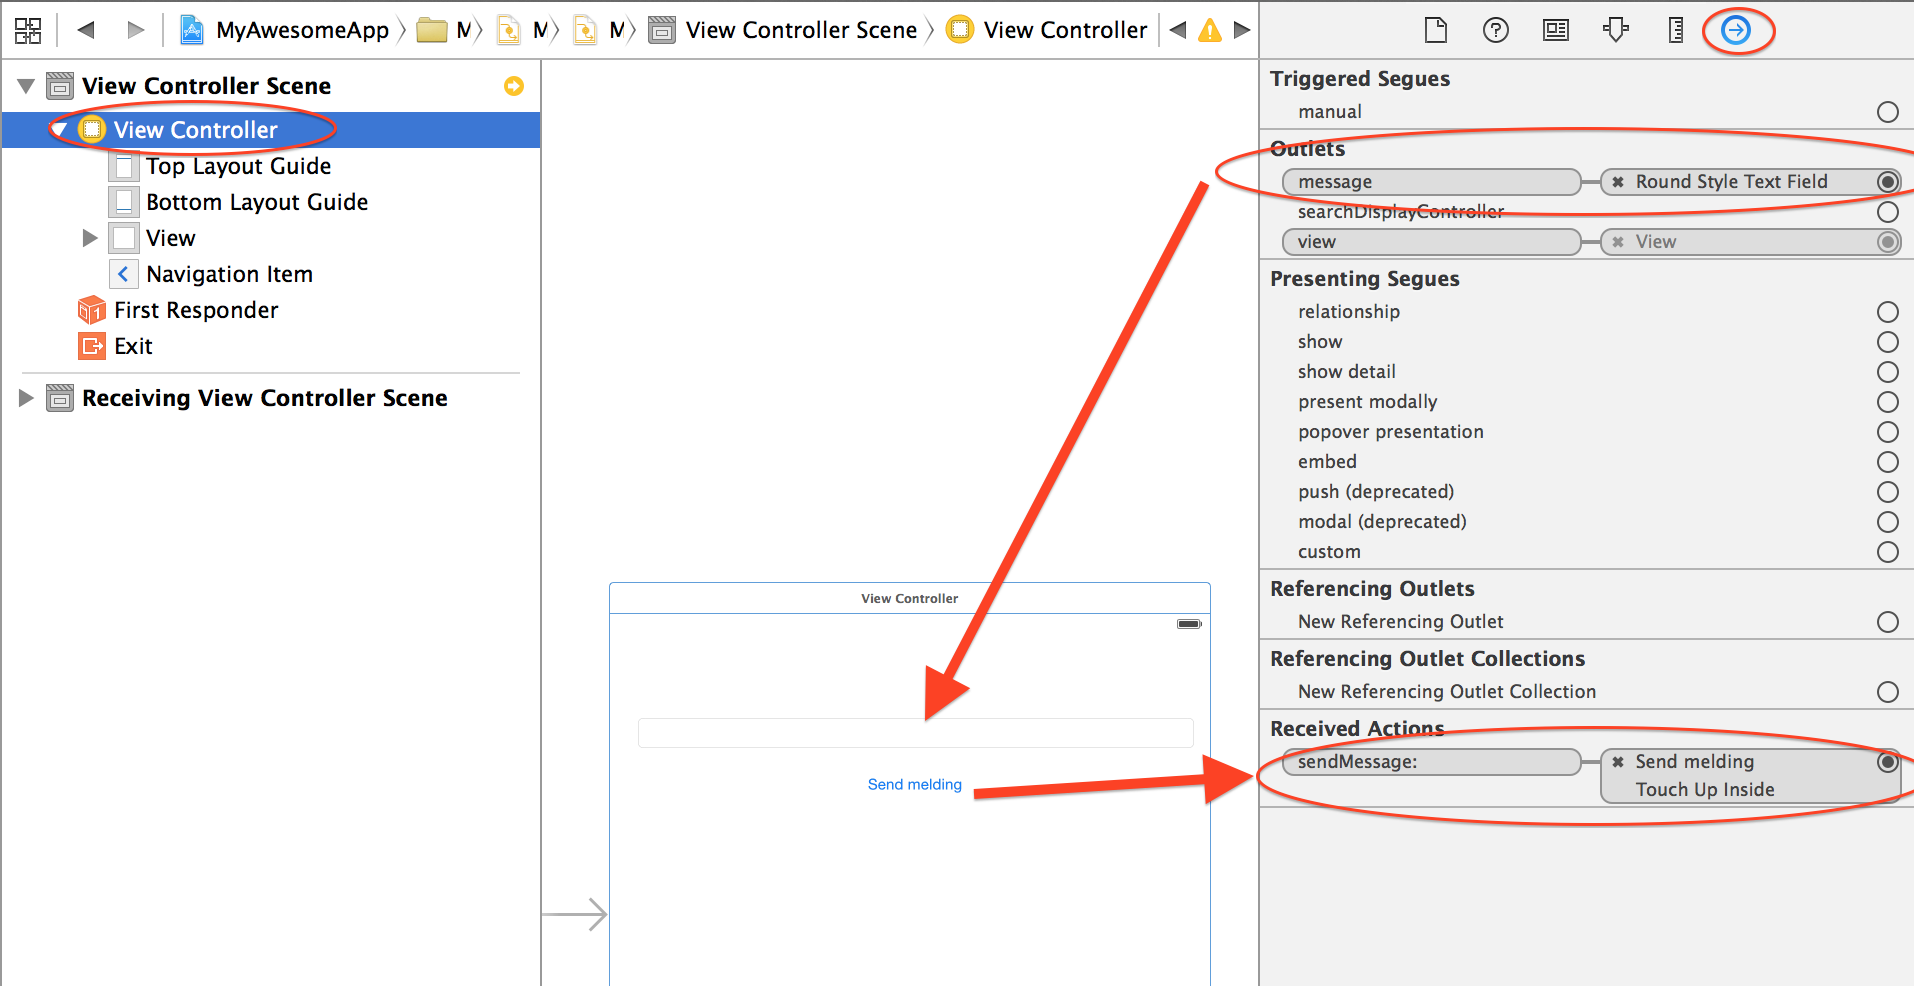 MyAwesomeApp M M M View Controller Scene View Controller
View Controller Scene
View Controller
Top Layout Guide
Bottom Layout Guide
View
Navigation Item
First Responder
Exit
Receiving View Controller Scene
View Controller
Send melding
Triggered Segues
manual
Outlets
message Round Style Text Field
searchDisplayController
view View
Presenting Segues
relationship
show
show detail
present modally
popover presentation
embed
push (deprecated)
modal (deprecated)
custom
Referencing Outlets
New Referencing Outlet
Referencing Outlet Collections
New Referencing Outlet Collection
Received Actions
sendMessage: Send melding
Touch Up Inside